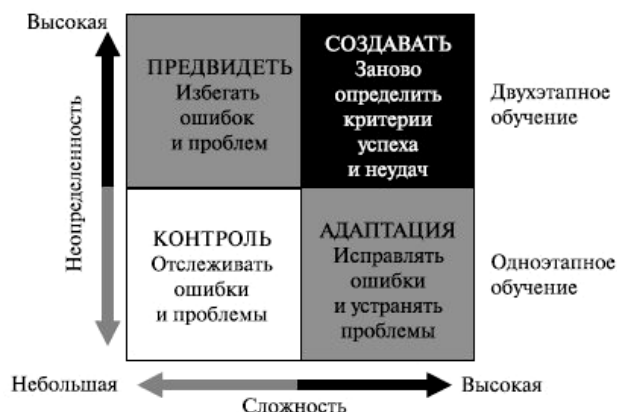 Высокая
Неопределенность
ПРЕДВИДЕТЬ
Избегать
ошибок
и проблем
СОЗДАВАТЬ
Заново
определить
критерии
успеха
и неудач
Двухэтапное
обучение
КОНТРОЛЬ
Отслеживать
ошибки
и проблемы
АДАПТАЦИЯ
Исправлять
ошибки
и устранять
проблемы
Одноэтапное
обучение
Небольшая
Сложность
Высокая